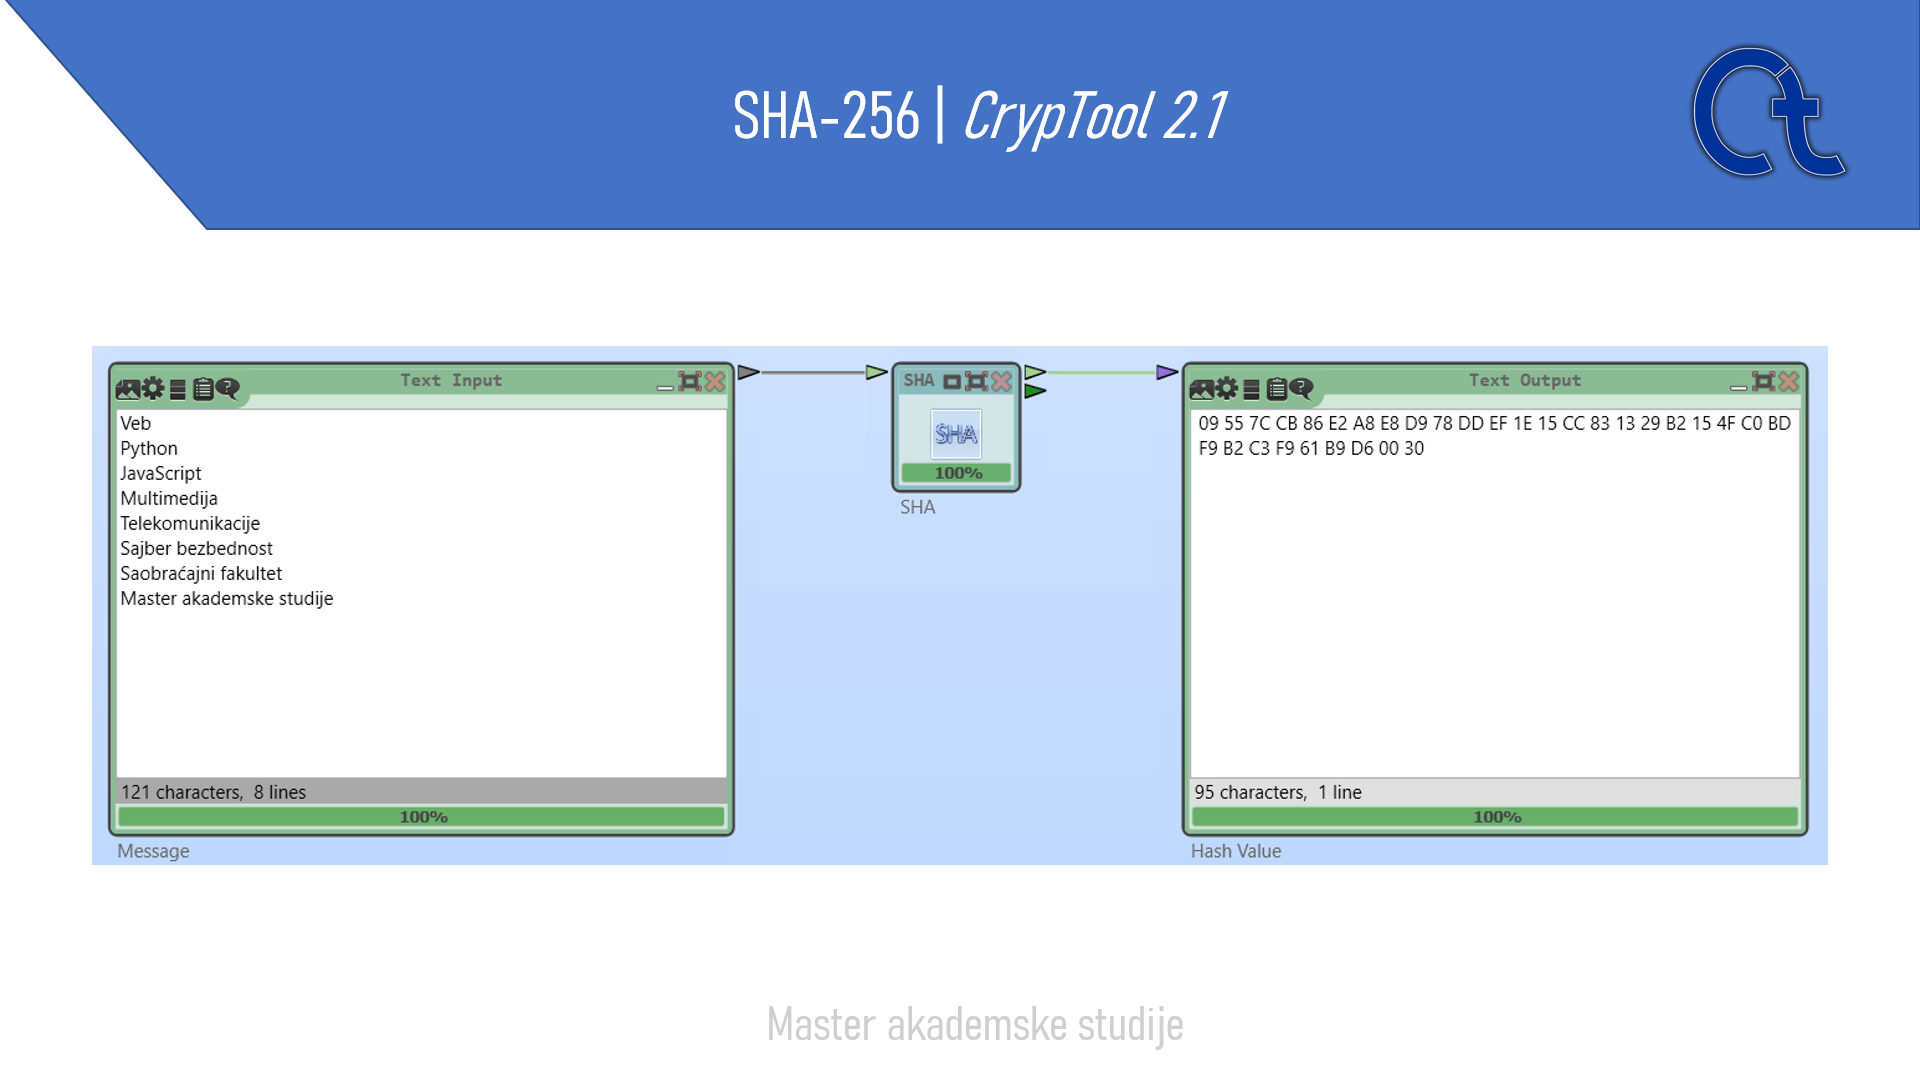 SHA-256 | CrypTool 2.1
Ct
Text Input
Veb
Python
JavaScript
Multimedija
Telekomunikacije
Sajber bezbednost
Saobraćajni fakultet
Master akademske studije
121 characters,  8 lines
100%
Message
SHA
SHA
100%
SHA
Text Output
09 55 7C CB 86 E2 A8 E8 D9 78 DD EF 1E 15 CC 83 13 29 B2 15 4F C0 BD
F9 B2 C3 F9 61 B9 D6 00 30
95 characters,  1 line
100%
Hash Value
Master akademske studije